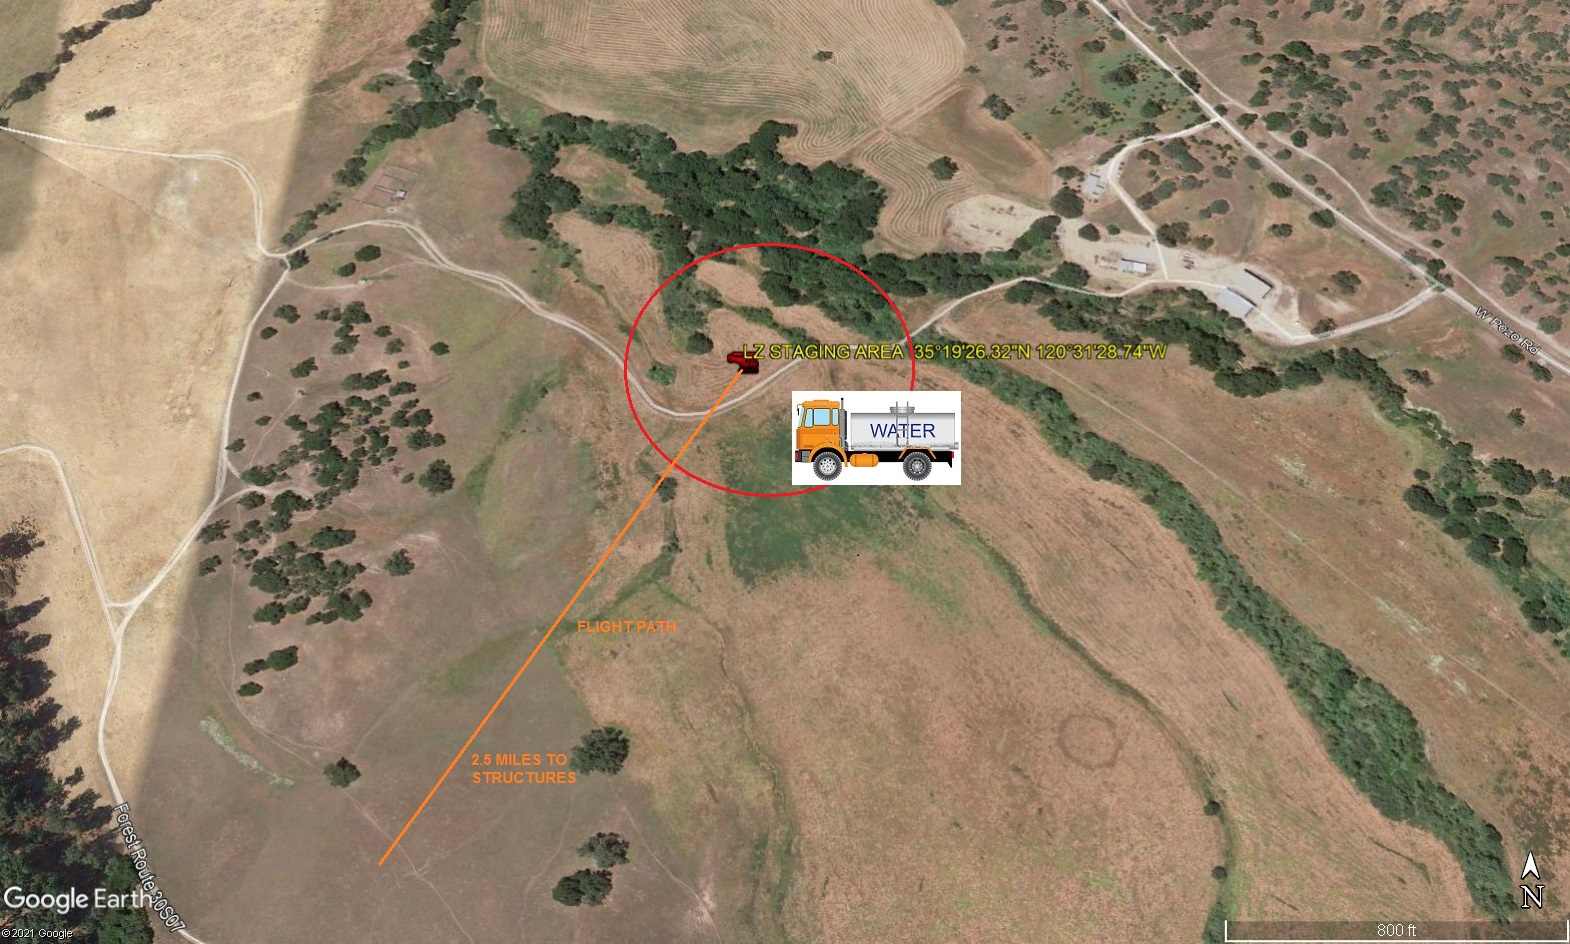 W Pozo Rd
LZ STAGING AREA 35°19'26.32"N 120°31'28.74"W
WATER
FLIGHT PATH
2.5 MILES TO
STRUCTURES
Forest Route 30S07
Google Earth
© 2021 Google
N
800 ft